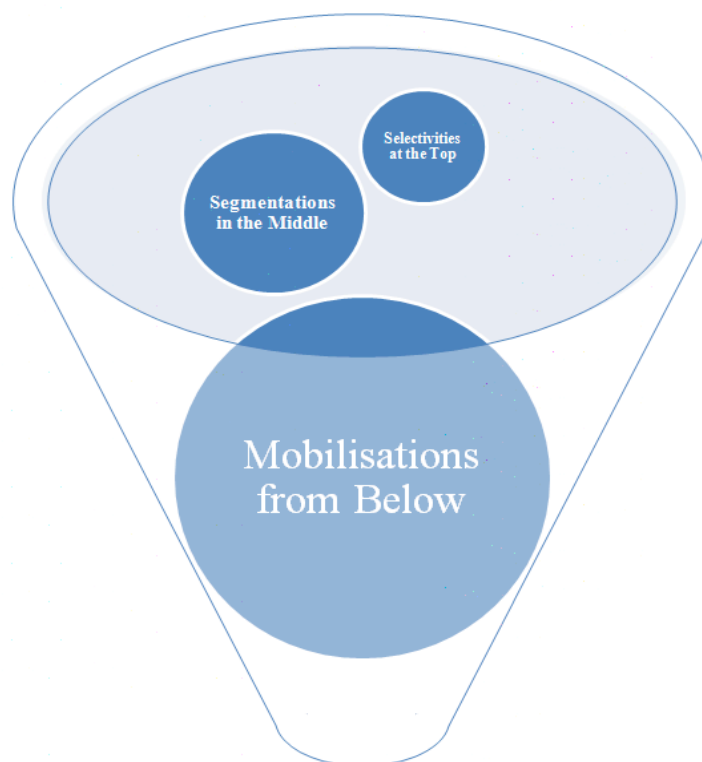 Selectivities
at the Top
Segmentations
in the Middle
Mobilisations
from Below